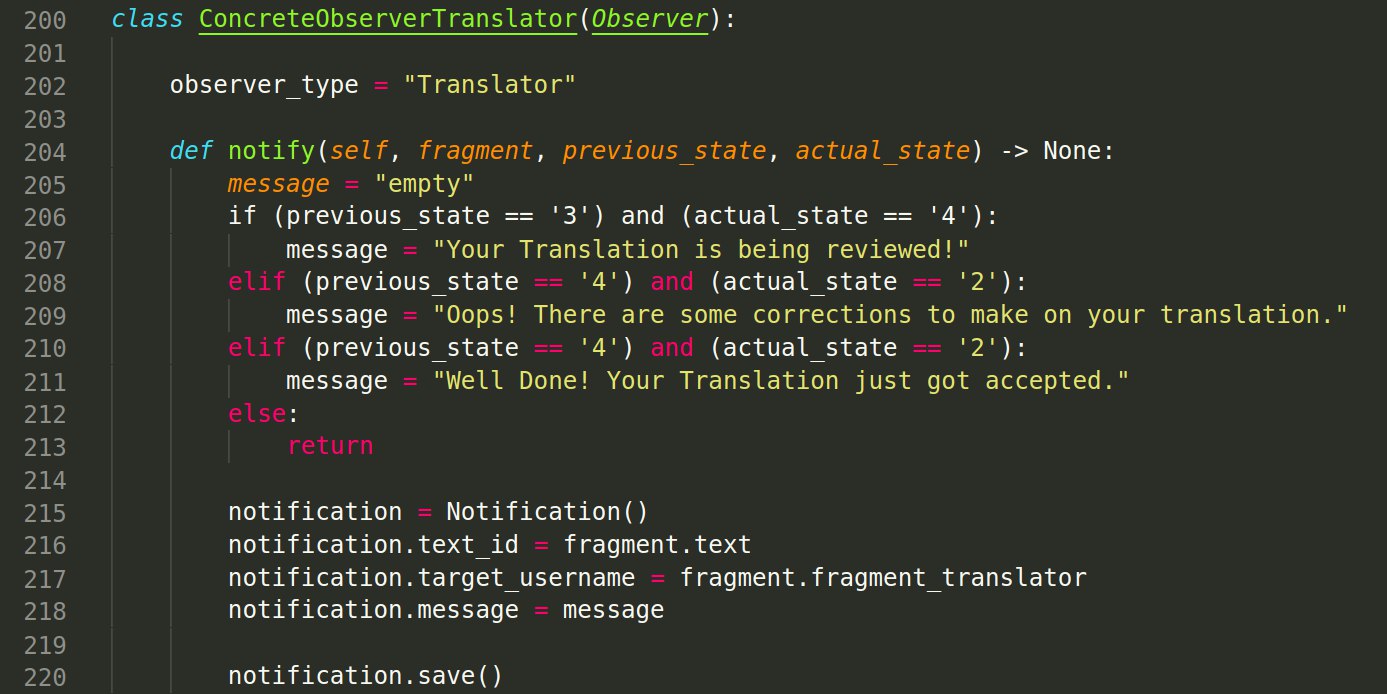 200 class ConcreteObserverTranslator(Observer):
201
202     observer_type = "Translator"
203
204     def notify(self, fragment, previous_state, actual_state) -> None:
205         message = "empty"
206         if (previous_state == '3') and (actual_state == '4'):
207             message = "Your Translation is being reviewed!"
208         elif (previous_state == '4') and (actual_state == '2'):
209             message = "Oops! There are some corrections to make on your translation."
210         elif (previous_state == '4') and (actual_state == '2'):
211             message = "Well Done! Your Translation just got accepted."
212         else:
213             return
214
215         notification = Notification()
216         notification.text_id = fragment.text
217         notification.target_username = fragment.fragment_translator
218         notification.message = message
219
220         notification.save()